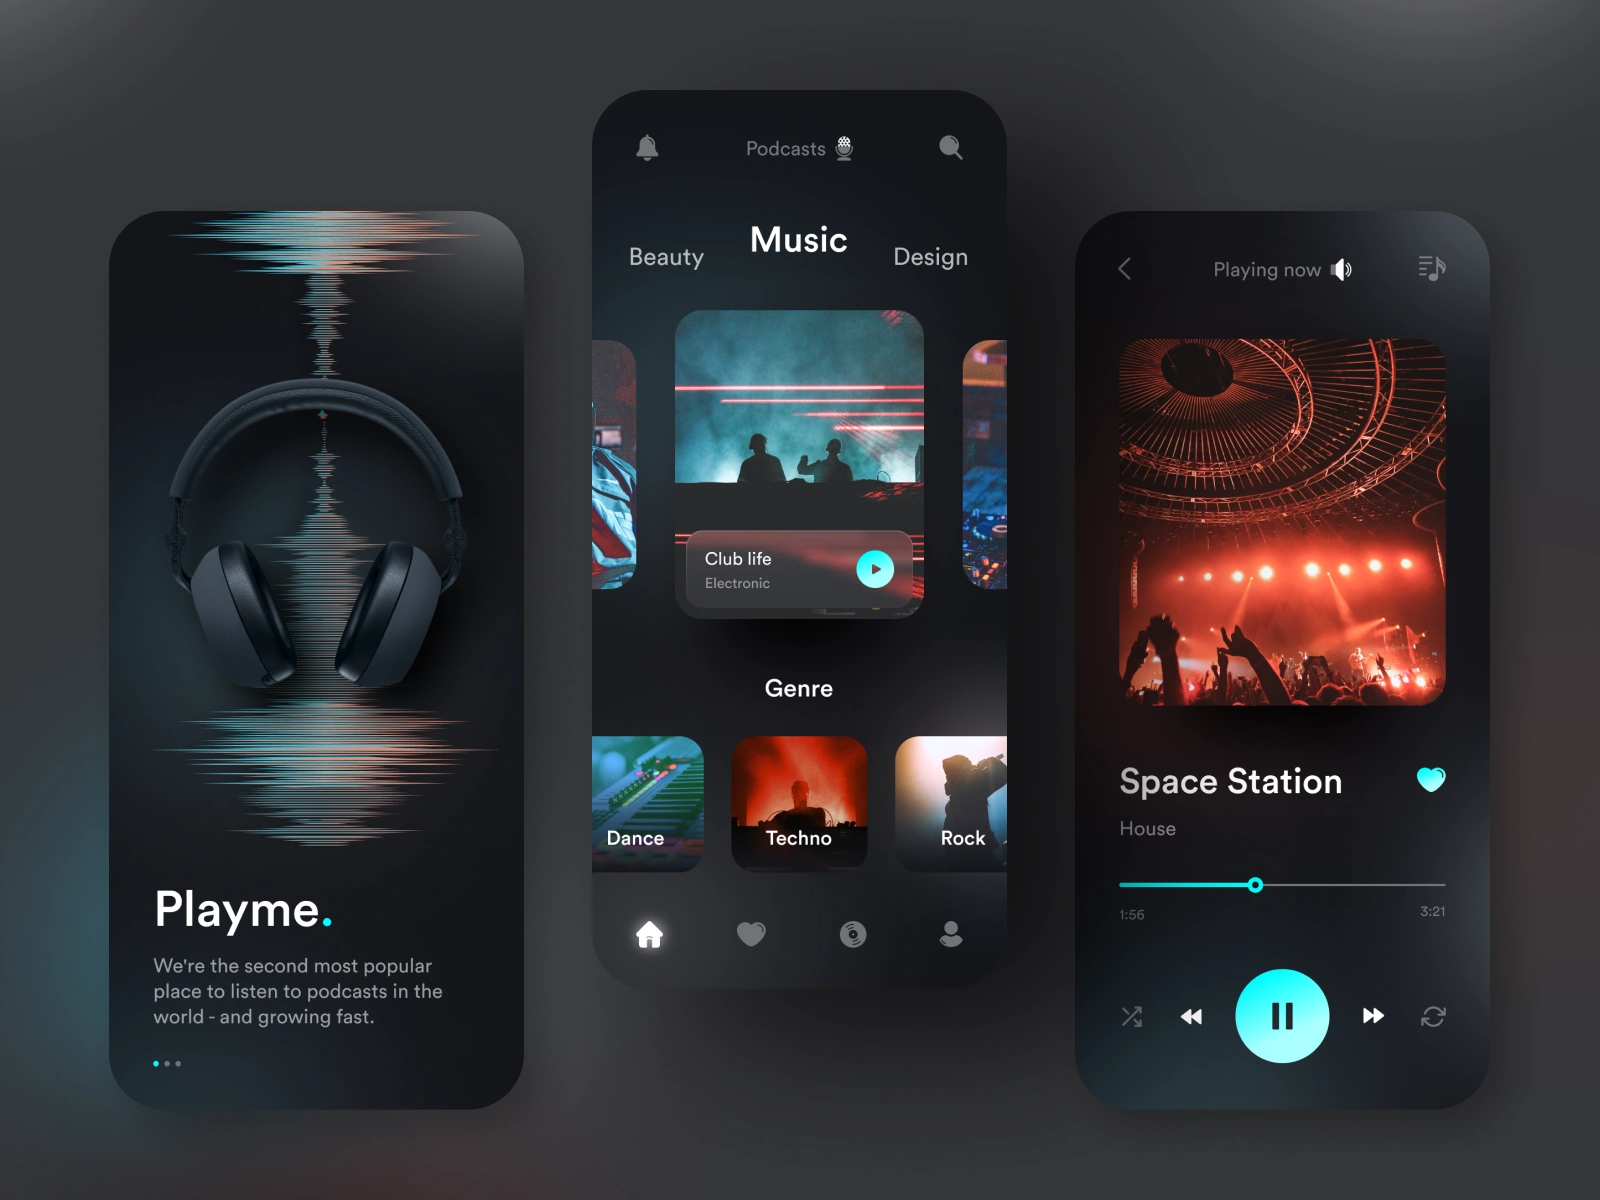 Playme.
We're the second most popular
place to listen to podcasts in the
world - and growing fast.
Podcasts
Beauty
Music
Design
Club life
Electronic
Genre
Dance
Techno
Rock
Playing now
Space Station
House
1:56
3:21